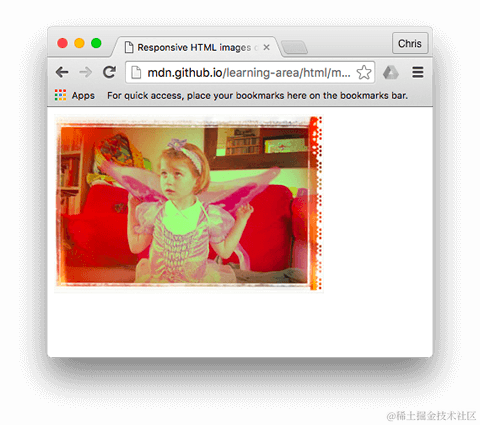 Responsive HTML images
Chris
mdn.github.io/learning-area/html/m...
Apps For quick access, place your bookmarks here on the bookmarks bar.
@稀土掘金技术社区